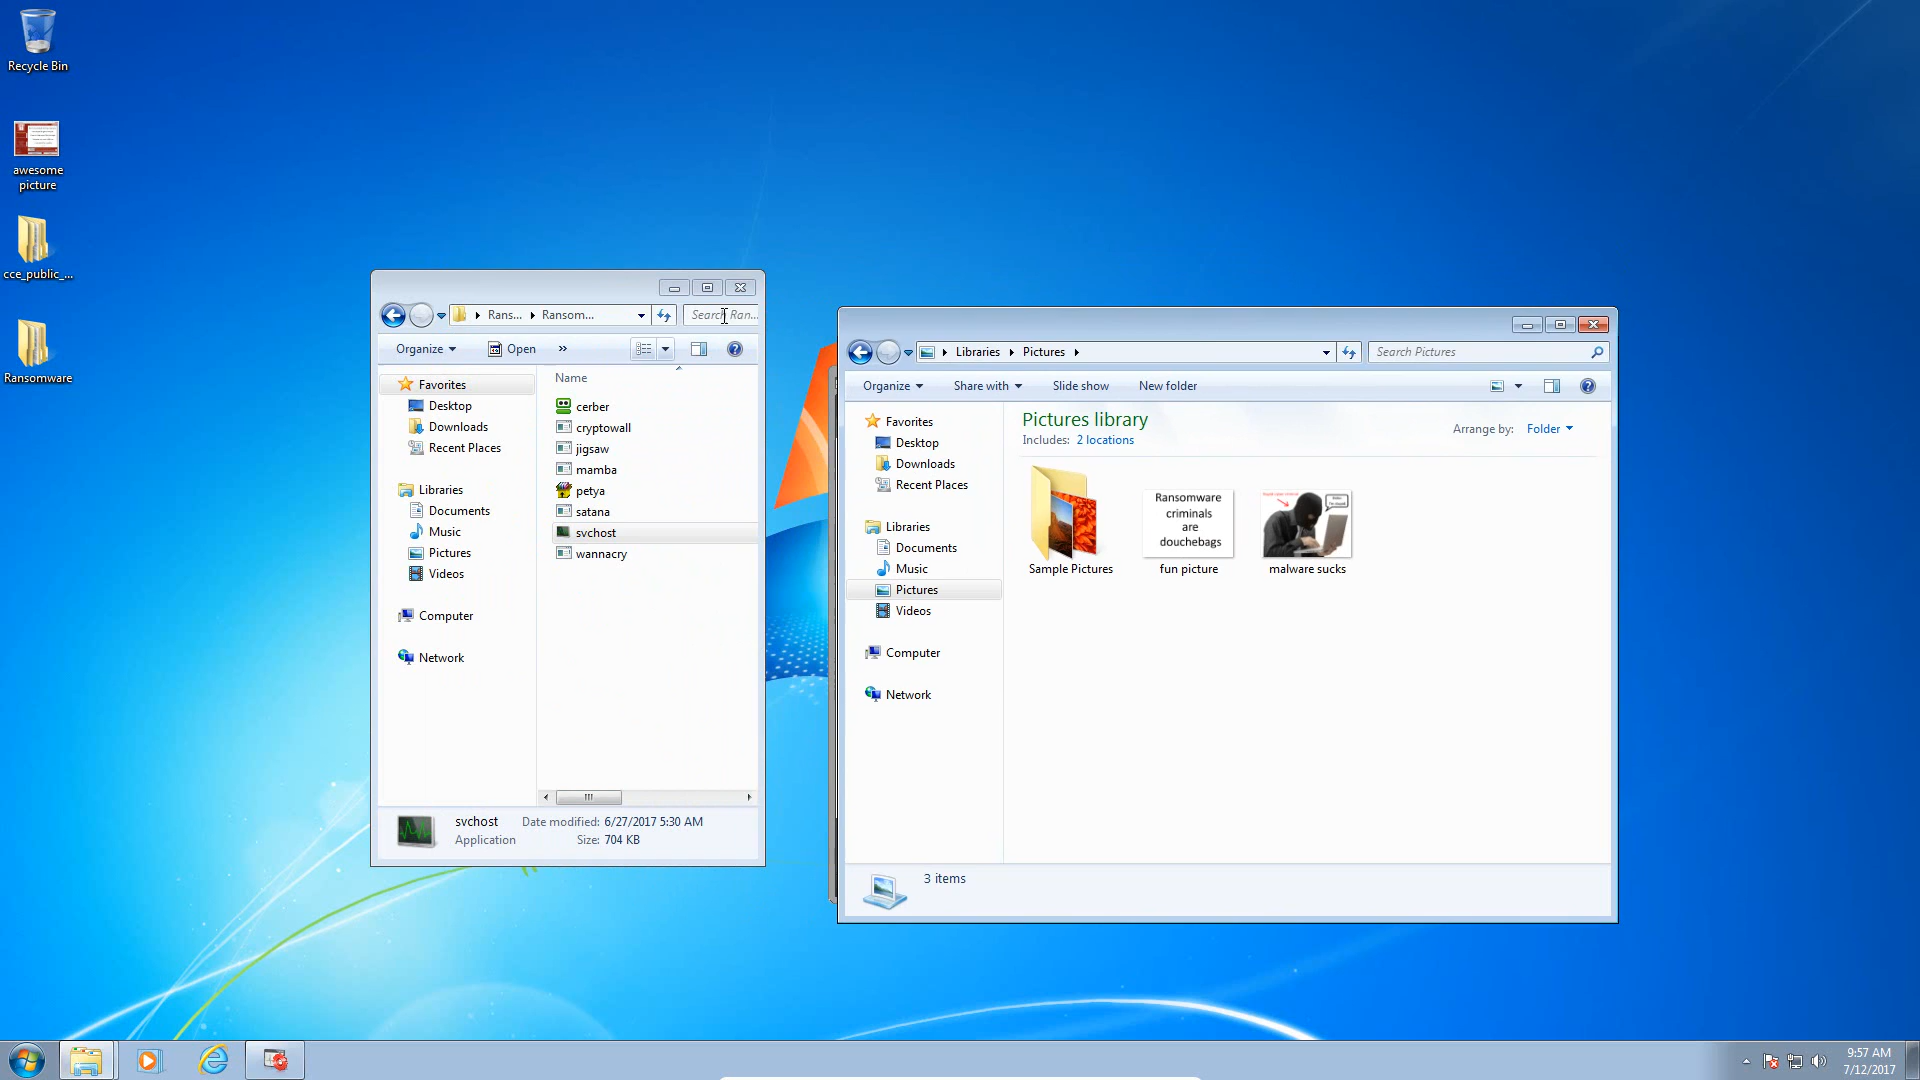 Recycle Bin
awesome
picture
cce_public_...
Ransomware
Rans...
Ransom...
Search Ran...
Organize
Open
»
Favorites
Desktop
Downloads
Recent Places
Libraries
Documents
Music
Pictures
Videos
Computer
Network
Name
cerber
cryptowall
jigsaw
mamba
petya
satana
svchost
wannacry
svchost
Date modified: 6/27/2017 5:30 AM
Application
Size: 704 KB
Libraries
Pictures
Search Pictures
Organize
Share with
Slide show
New folder
Favorites
Desktop
Downloads
Recent Places
Libraries
Documents
Music
Pictures
Videos
Computer
Network
Pictures library
Includes: 2 locations
Arrange by: Folder
Sample Pictures
Ransomware
criminals
are
douchebags
fun picture
malware sucks
3 items
9:57 AM
7/12/2017